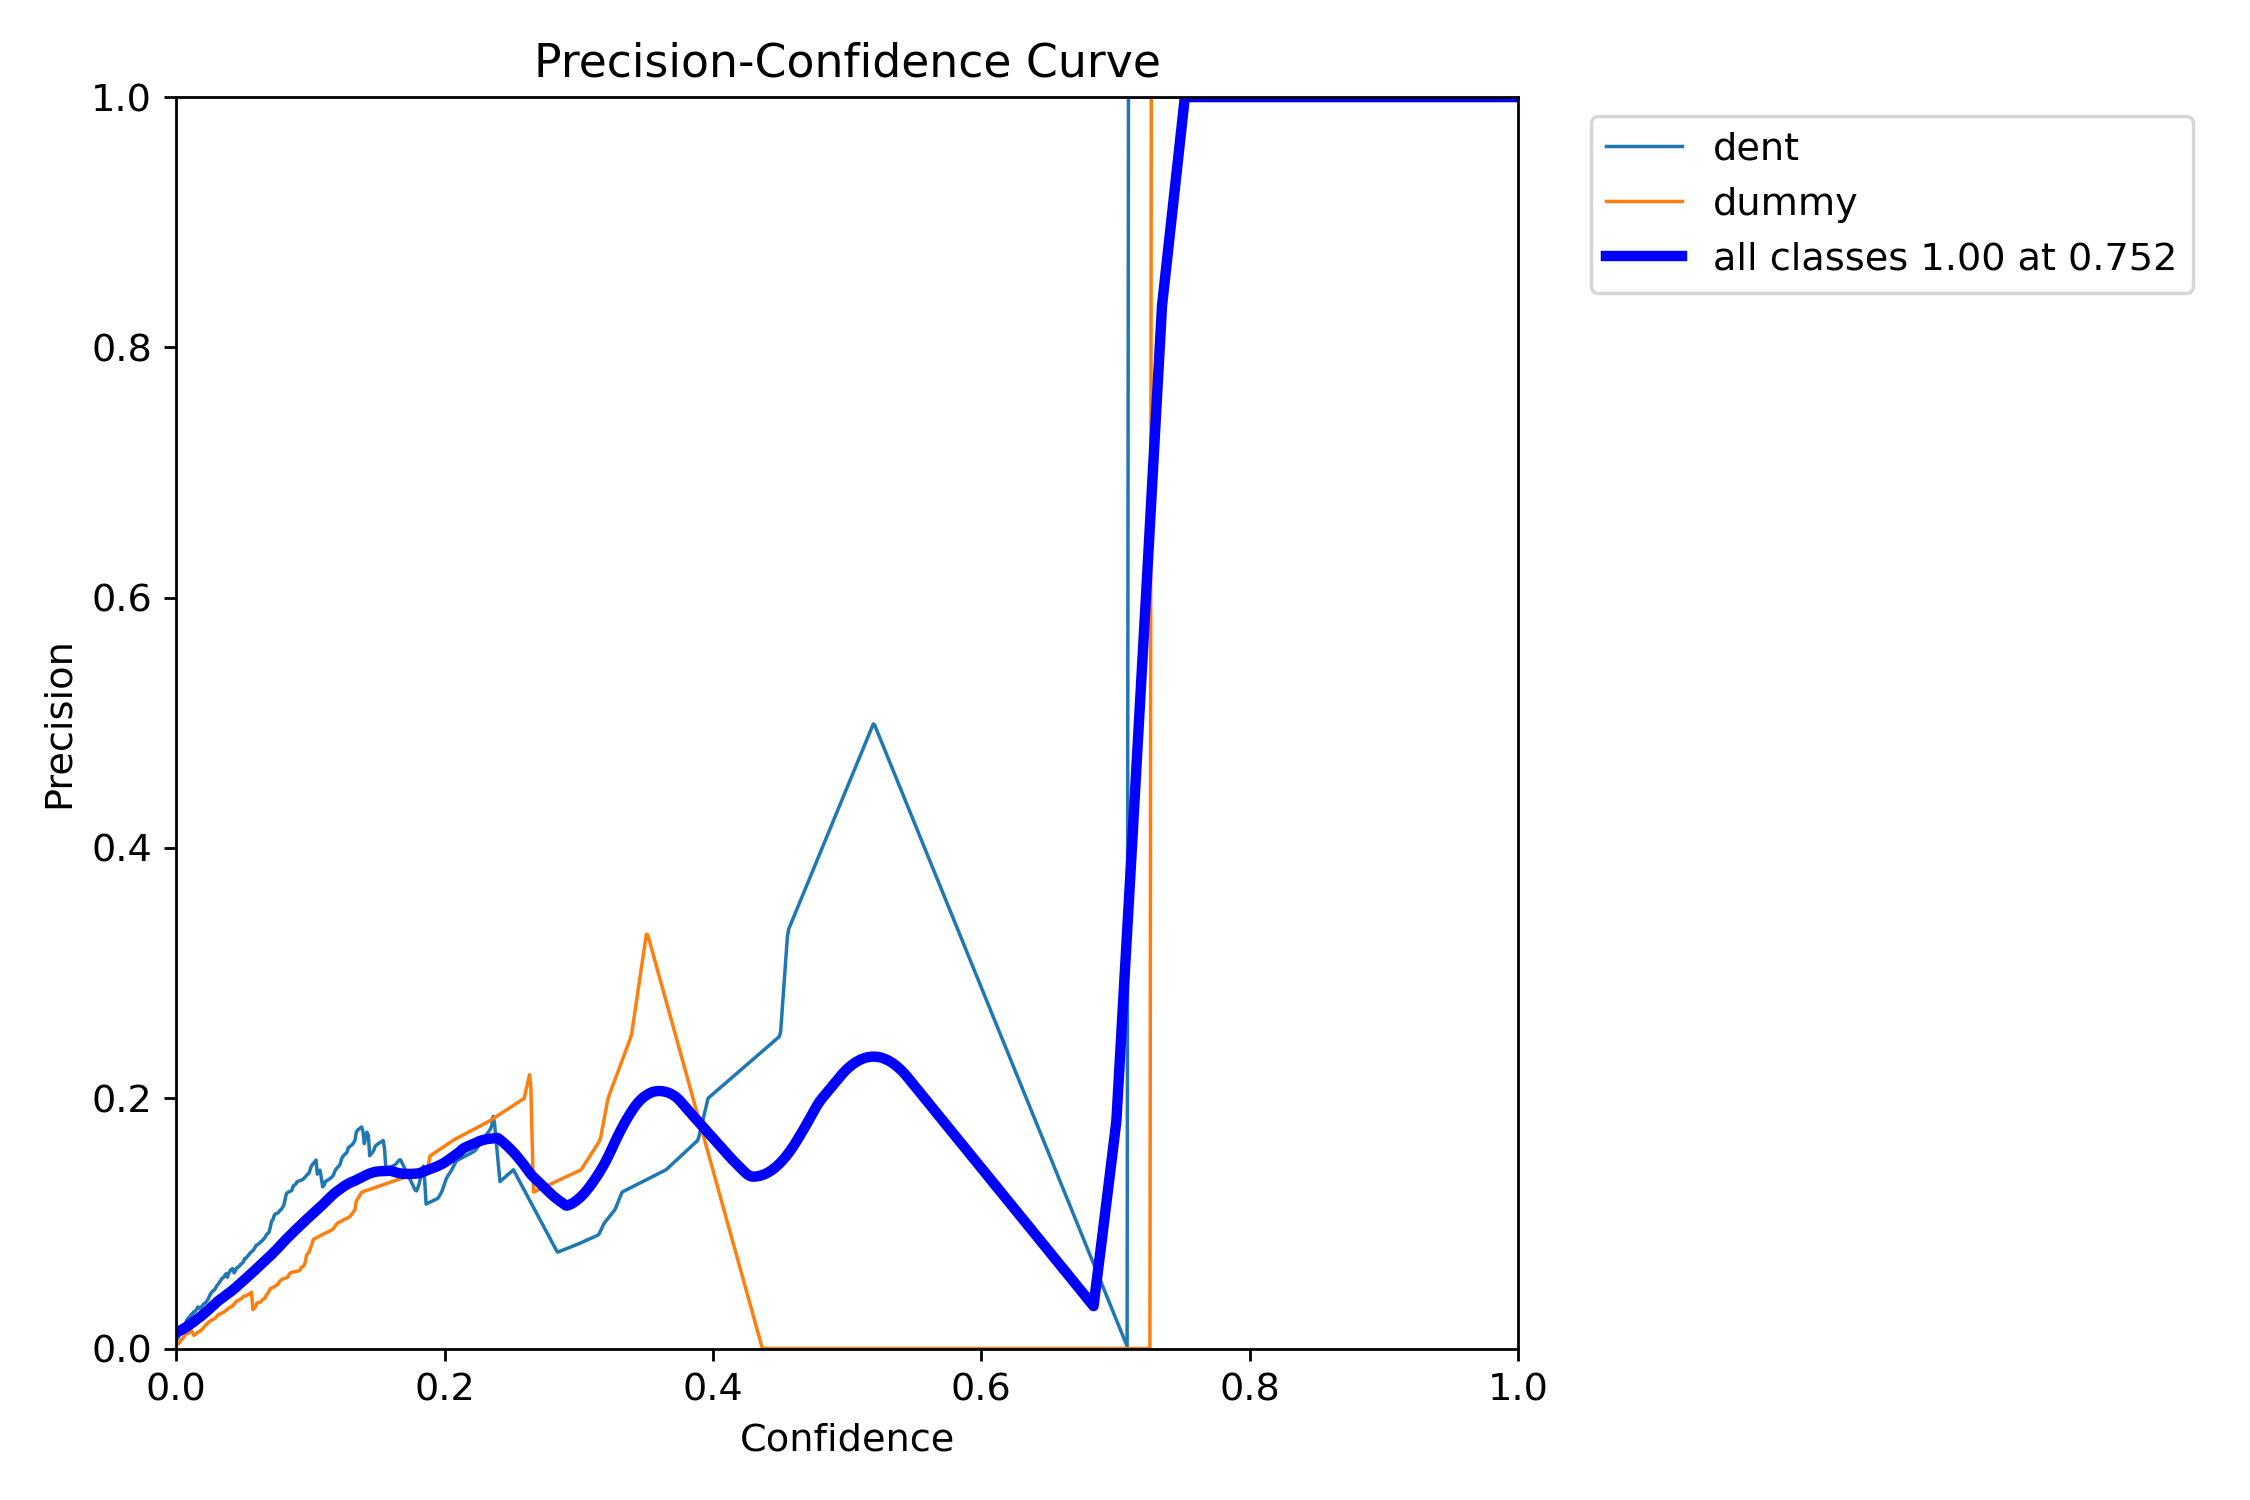 Precision-Confidence Curve
1.0
0.8
0.6
0.4
0.2
0.0
Precision
0.0 0.2 0.4 0.6 0.8 1.0
Confidence
dent
dummy
all classes 1.00 at 0.752